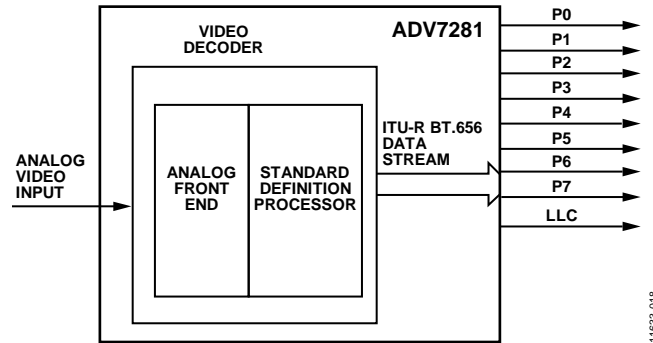 VIDEO
DECODER
ADV7281
ANALOG
VIDEO
INPUT
ANALOG
FRONT
END
STANDARD
DEFINITION
PROCESSOR
ITU-R BT.656
DATA
STREAM
P0
P1
P2
P3
P4
P5
P6
P7
LLC